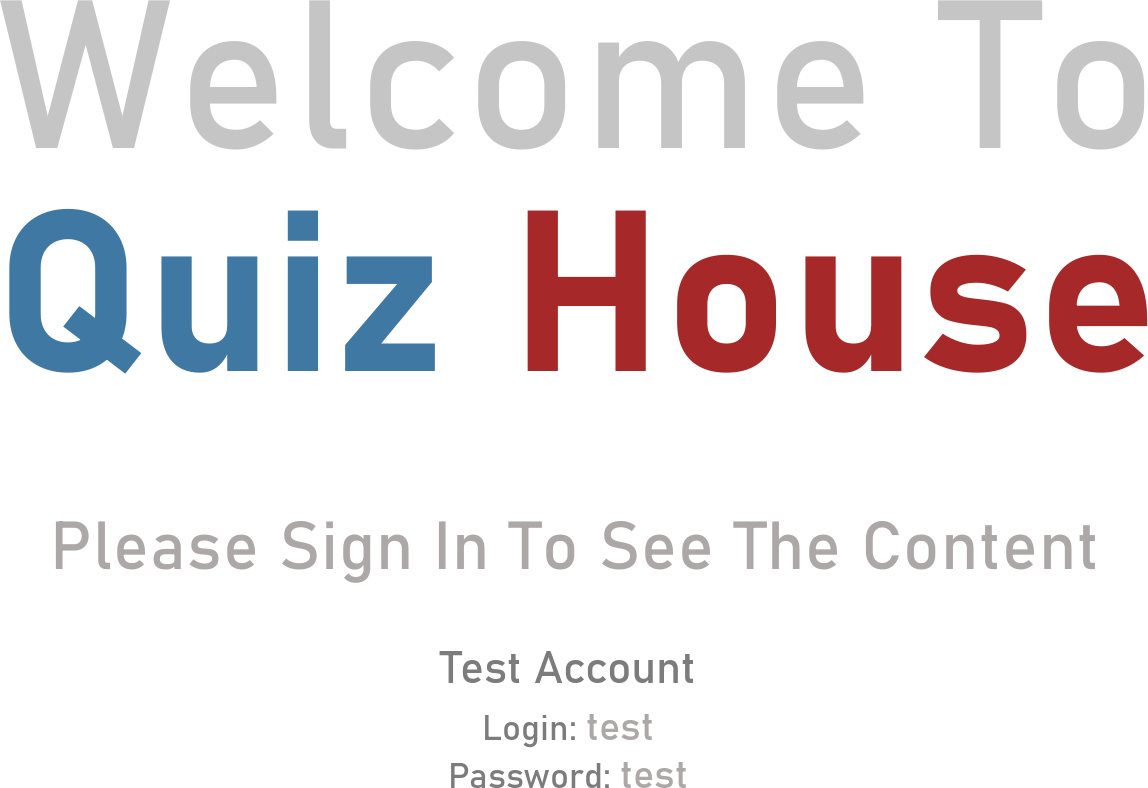 Welcome To
Quiz House
Please Sign In To See The Content
Test Account
Login: test
Password: test